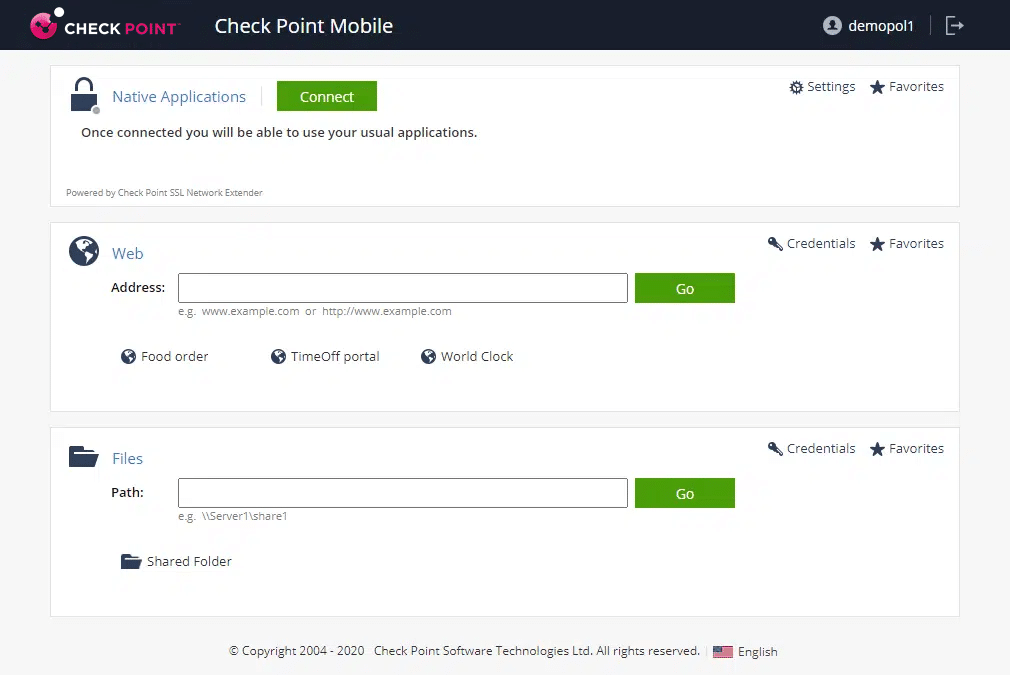 CHECK POINT Check Point Mobile demopol1
Native Applications Connect Settings Favorites
Once connected you will be able to use your usual applications.
Powered by Check Point SSL Network Extender
Web Credentials Favorites
Address: Go
e.g. www.example.com or http://www.example.com
Food order TimeOff portal World Clock
Files Credentials Favorites
Path: Go
e.g. \\Server1\share1
Shared Folder
© Copyright 2004 - 2020 Check Point Software Technologies Ltd. All rights reserved. English